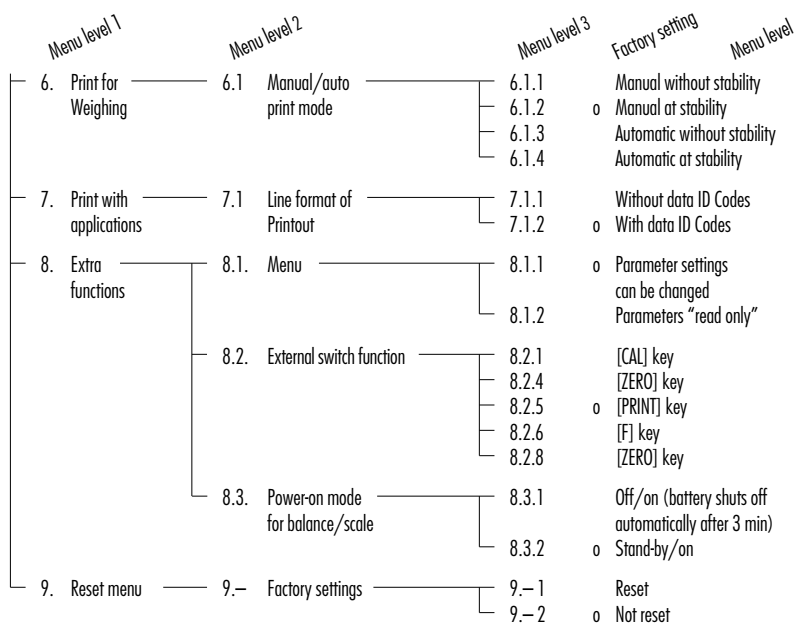 Menu level 1 Menu level 2 Menu level 3 Factory setting Menu level
6. Print for 6.1 Manual/auto 6.1.1 Manual without stability
Weighing print mode 6.1.2 o Manual at stability
6.1.3 Automatic without stability
6.1.4 Automatic at stability
7. Print with 7.1 Line format of 7.1.1 Without data ID Codes
applications Printout 7.1.2 o With data ID Codes
8. Extra 8.1. Menu 8.1.1 o Parameter settings
functions can be changed
8.1.2 Parameters “read only”
8.2. External switch function 8.2.1 [CAL] key
8.2.4 [ZERO] key
8.2.5 o [PRINT] key
8.2.6 [F] key
8.2.8 [ZERO] key
8.3. Power-on mode 8.3.1 Off/on (battery shuts off
for balance/scale automatically after 3 min)
8.3.2 o Stand-by/on
9. Reset menu 9.– Factory settings 9.– 1 Reset
9.– 2 o Not reset